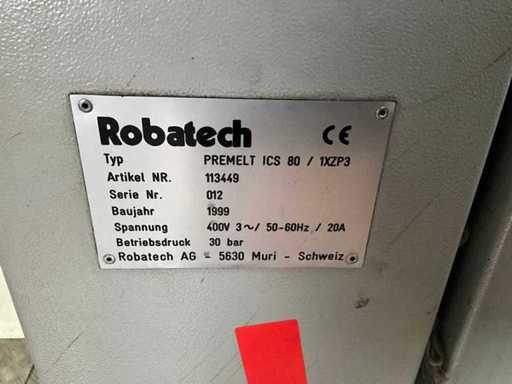 Robatech CE
Typ PREMELT ICS 80 / 1XZP3
Artikel NR. 113449
Serie Nr. 012
Baujahr 1999
Spannung 400V 3~/ 50-60Hz / 20A
Betriebsdruck 30 bar
Robatech AG - 5630 Muri - Schweiz